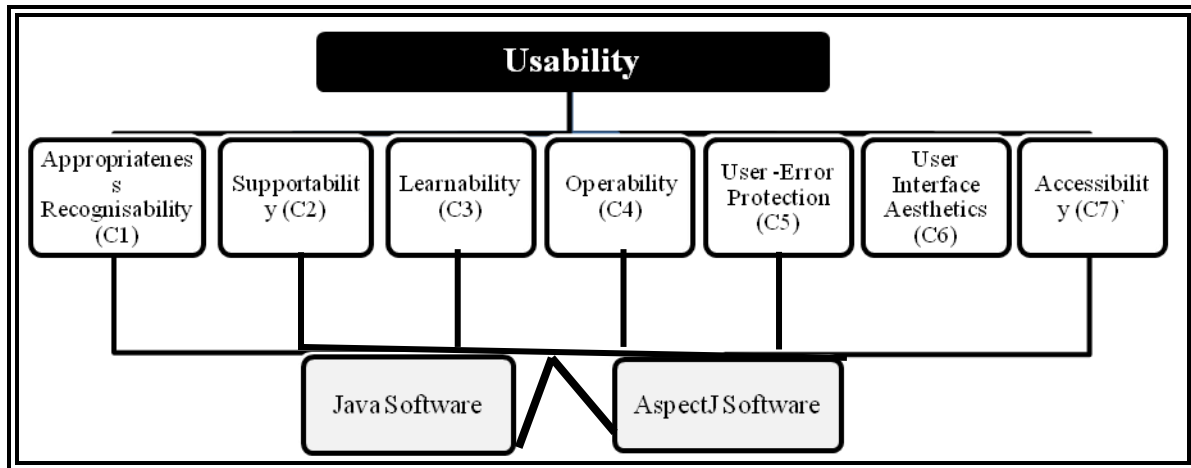 Usability
Appropriatenes
s
Recognisability
(C1)
Supportabilit
y (C2)
Learnability
(C3)
Operability
(C4)
User -Error
Protection
(C5)
User
Interface
Aesthetics
(C6)
Accessibilit
y (C7)`
Java Software
AspectJ Software